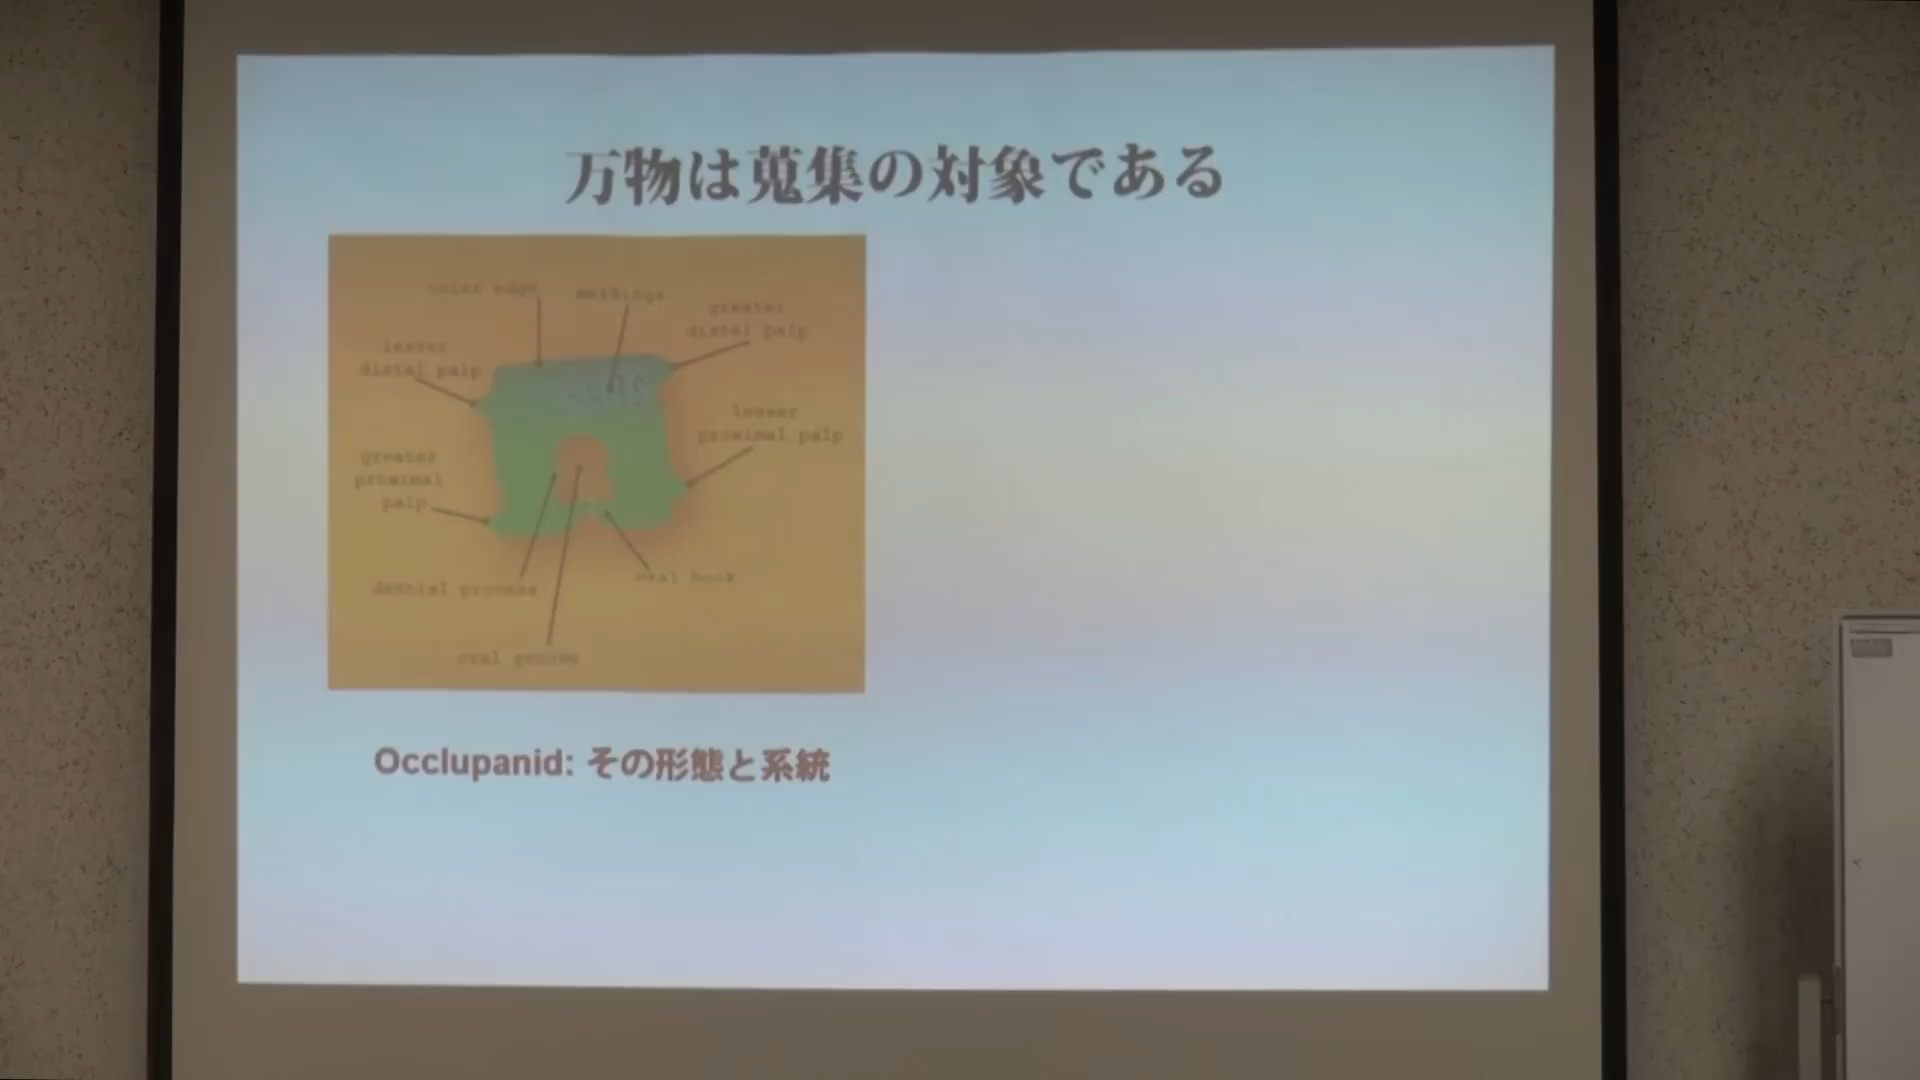 万物は蒐集の対象である
outer edge
markings
greater
distal palp
lesser
distal palp
lesser
proximal palp
greater
proximal
palp
dential process
oral hook
oral groove
Occlupanid: その形態と系統